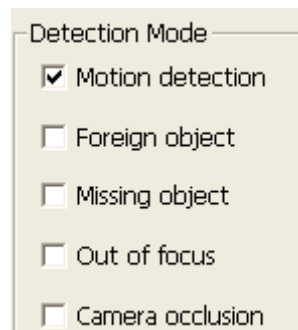 Detection Mode
Motion detection
Foreign object
Missing object
Out of focus
Camera occlusion